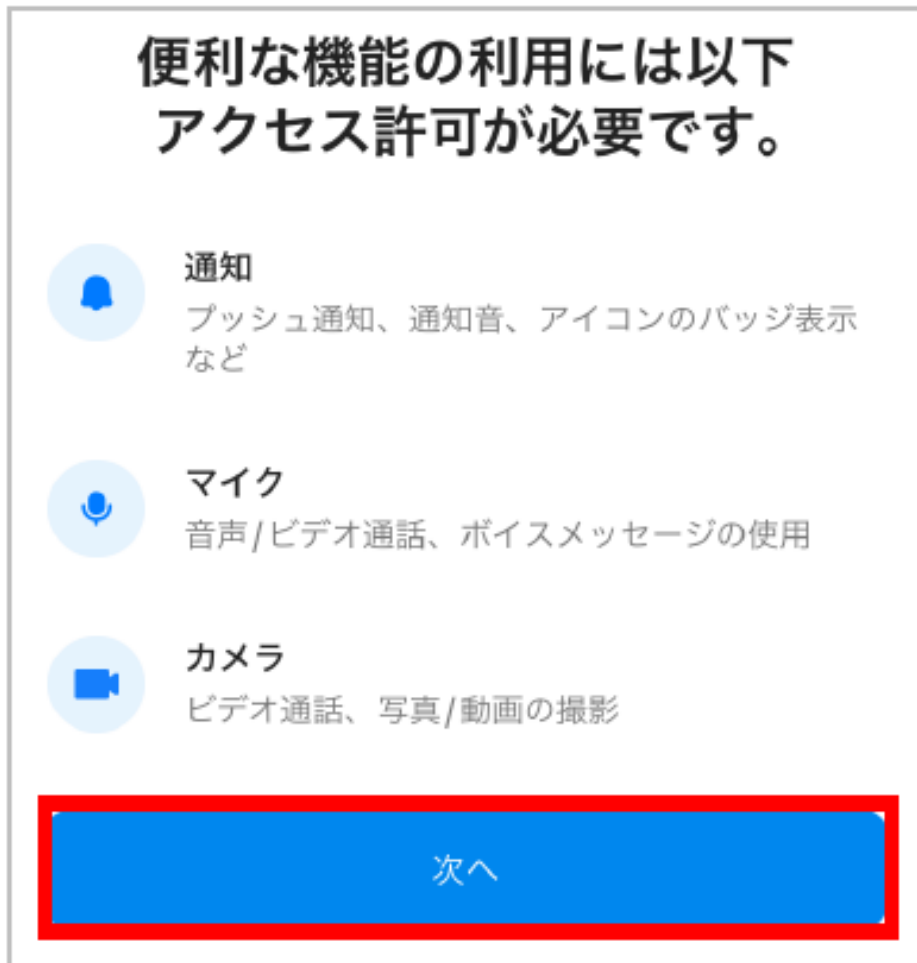 便利な機能の利用には以下
アクセス許可が必要です。
通知
プッシュ通知、通知音、アイコンのバッジ表示
など
マイク
音声/ビデオ通話、ボイスメッセージの使用
カメラ
ビデオ通話、写真/動画の撮影
次へ